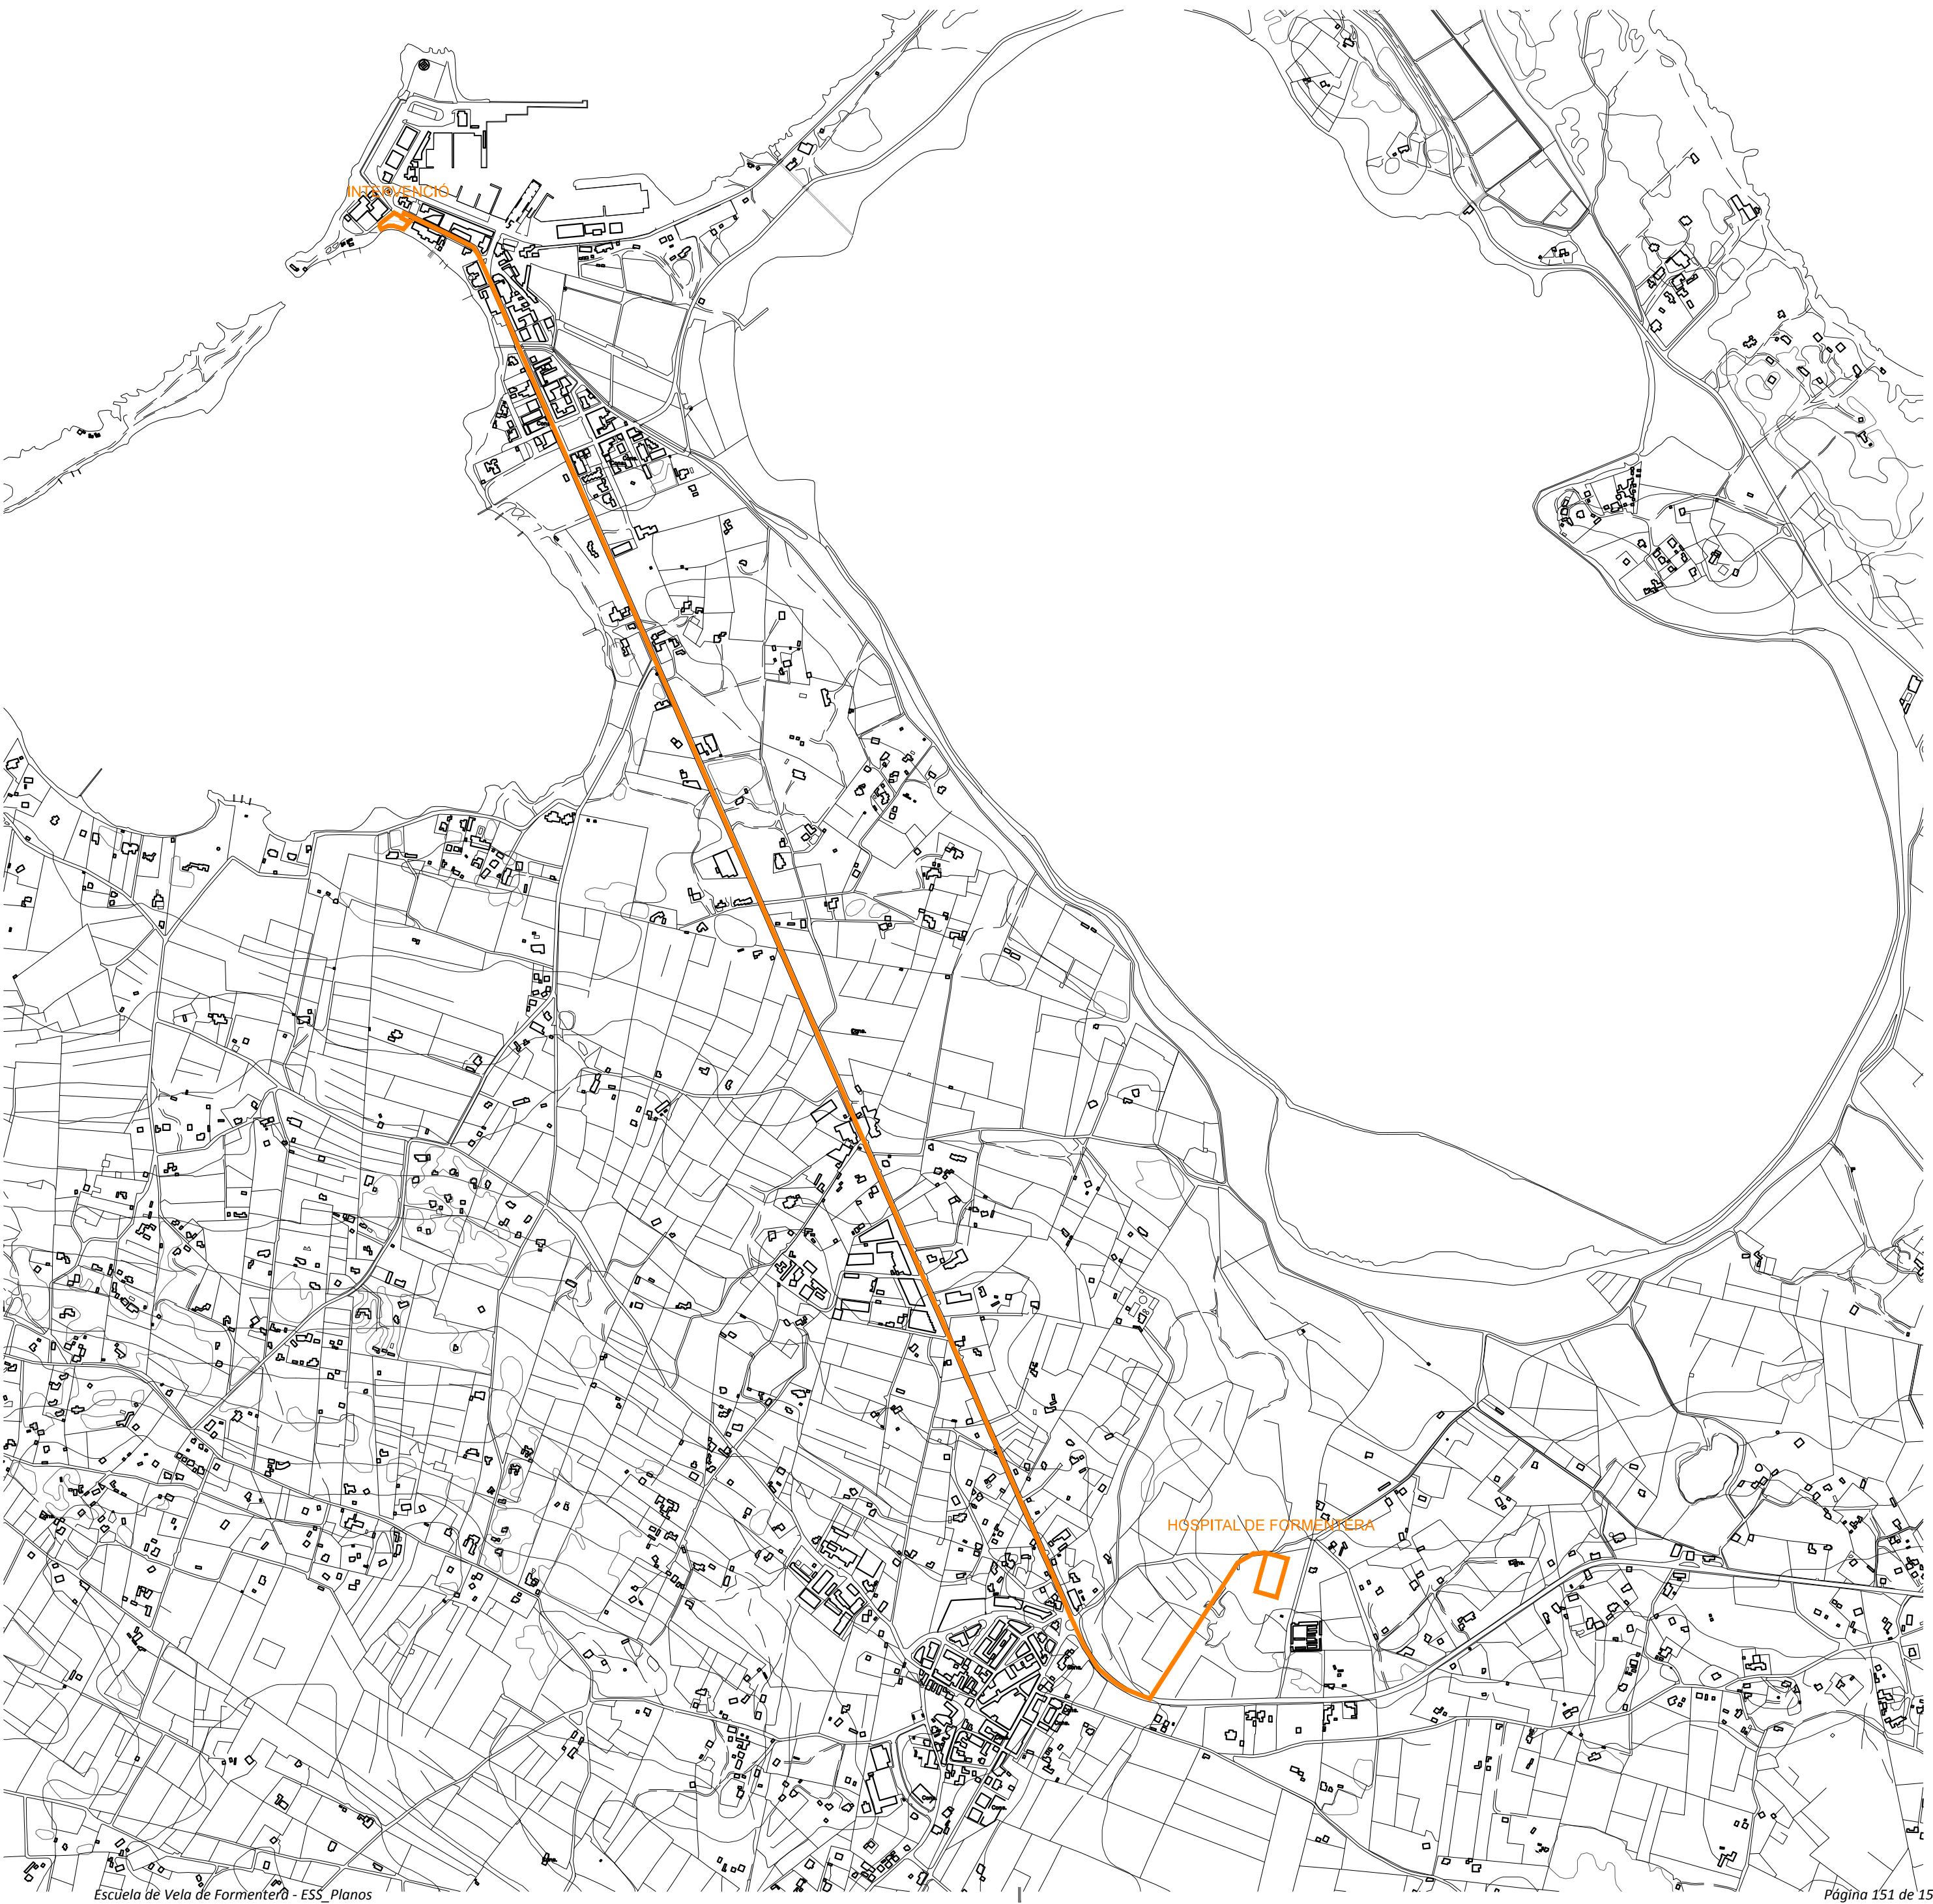 INTERVENCIÓ
HOSPITAL DE FORMENTERA
Escuela de Vela de Formentera - ESS_Planos
Página 151 de 15